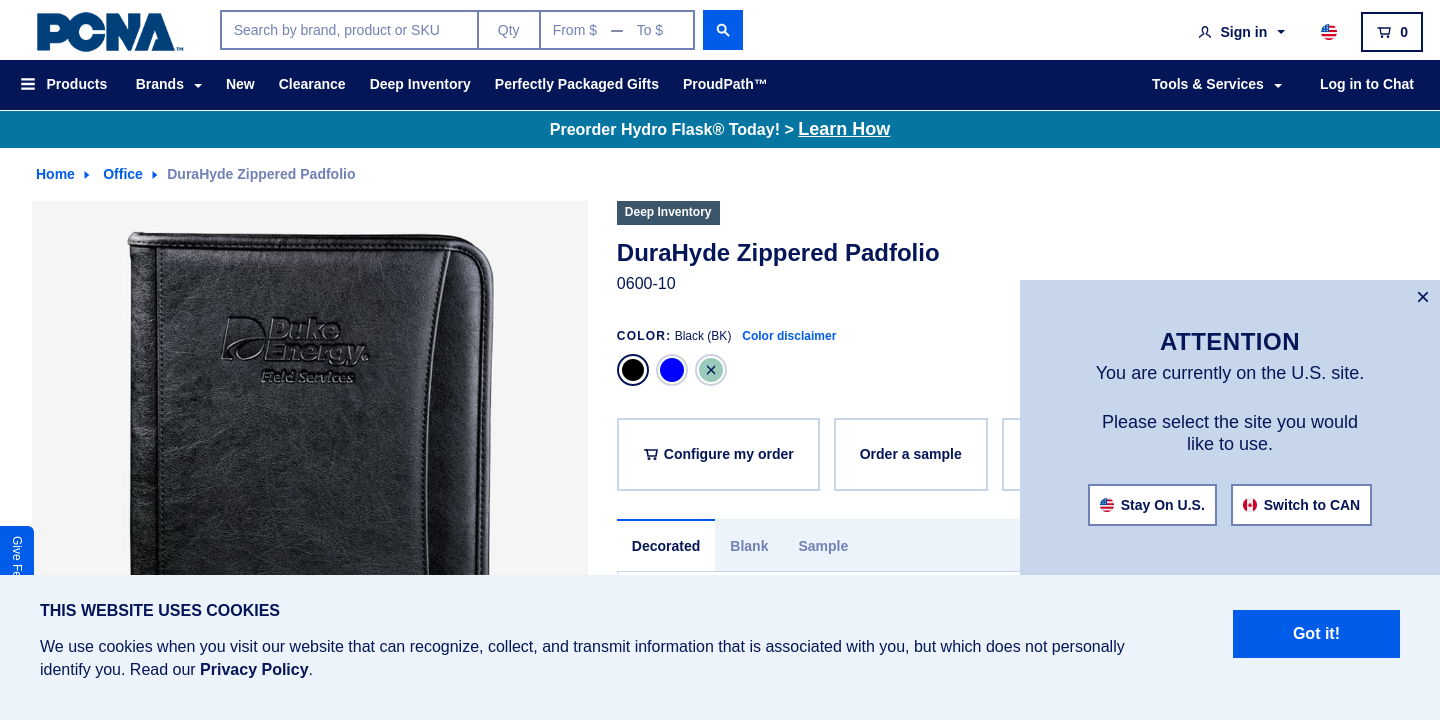 PCNA™
Search by brand, product or SKU
Qty
From $ — To $
Sign in
0
Products
Brands
New
Clearance
Deep Inventory
Perfectly Packaged Gifts
ProudPath™
Tools & Services
Log in to Chat
Preorder Hydro Flask® Today! > Learn How
Home
Office
DuraHyde Zippered Padfolio
Duke
Energy®
Field Services
Deep Inventory
DuraHyde Zippered Padfolio
0600-10
COLOR: Black (BK) Color disclaimer
Configure my order
Order a sample
Decorated
Blank
Sample
ATTENTION
You are currently on the U.S. site.
Please select the site you would
like to use.
Stay On U.S.
Switch to CAN
Give Fe
THIS WEBSITE USES COOKIES
We use cookies when you visit our website that can recognize, collect, and transmit information that is associated with you, but which does not personally
identify you. Read our Privacy Policy.
Got it!